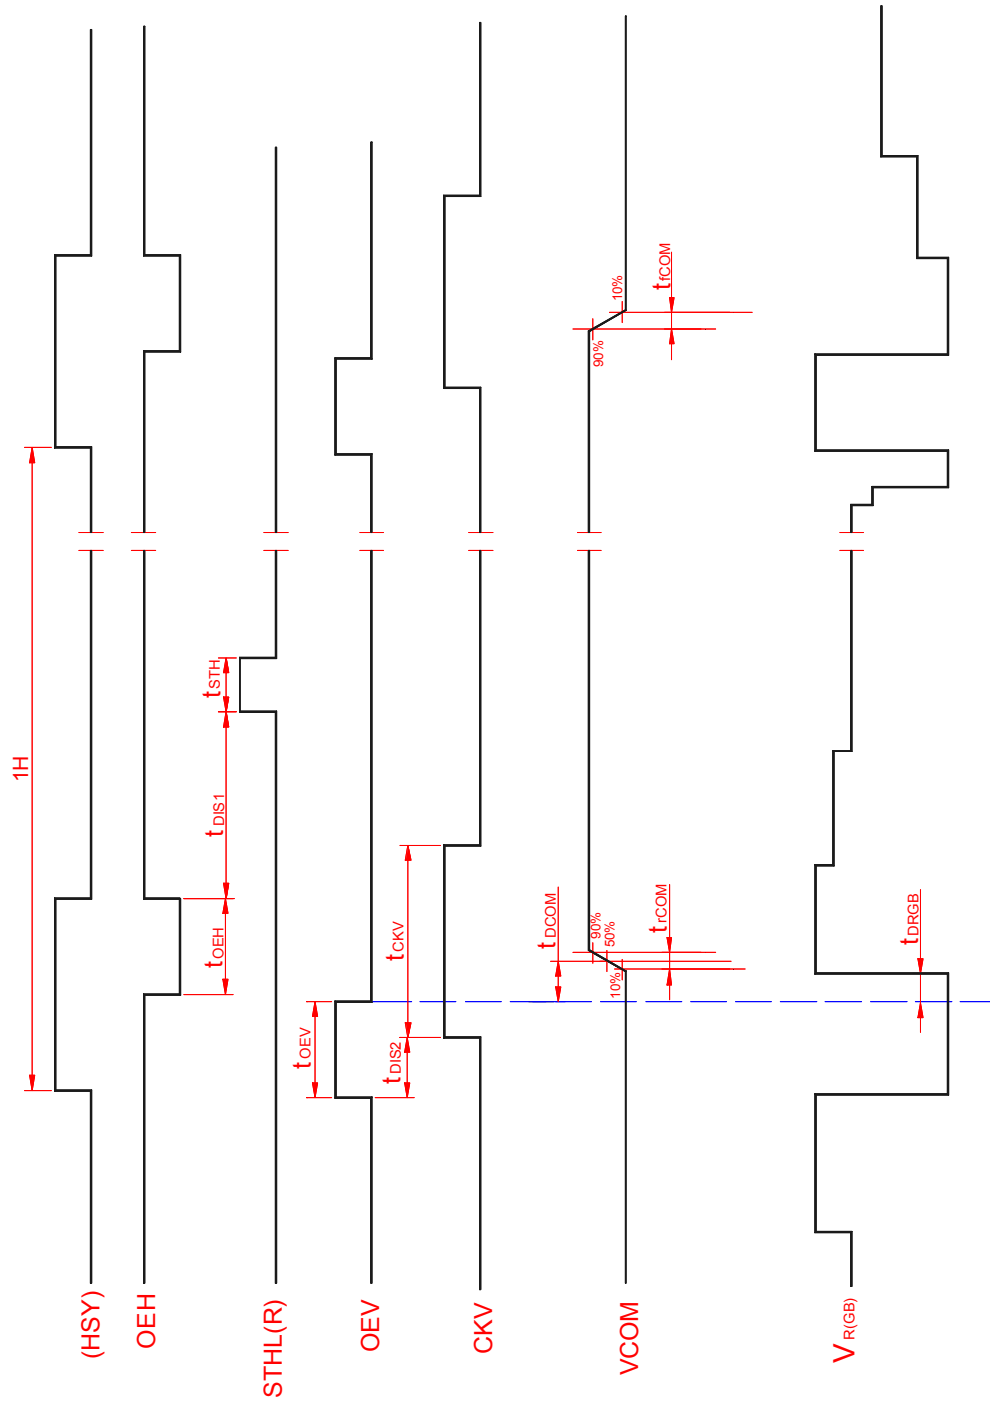 1H
(HSY)
tOEH
OEH
tDIS1
tSTH
STHL(R)
tOEV
OEV
tDIS2
tCKV
CKV
tDCOM
10%
50%
90%
90%
10%
VCOM
trCOM
tfCOM
tDRGB
VR(GB)